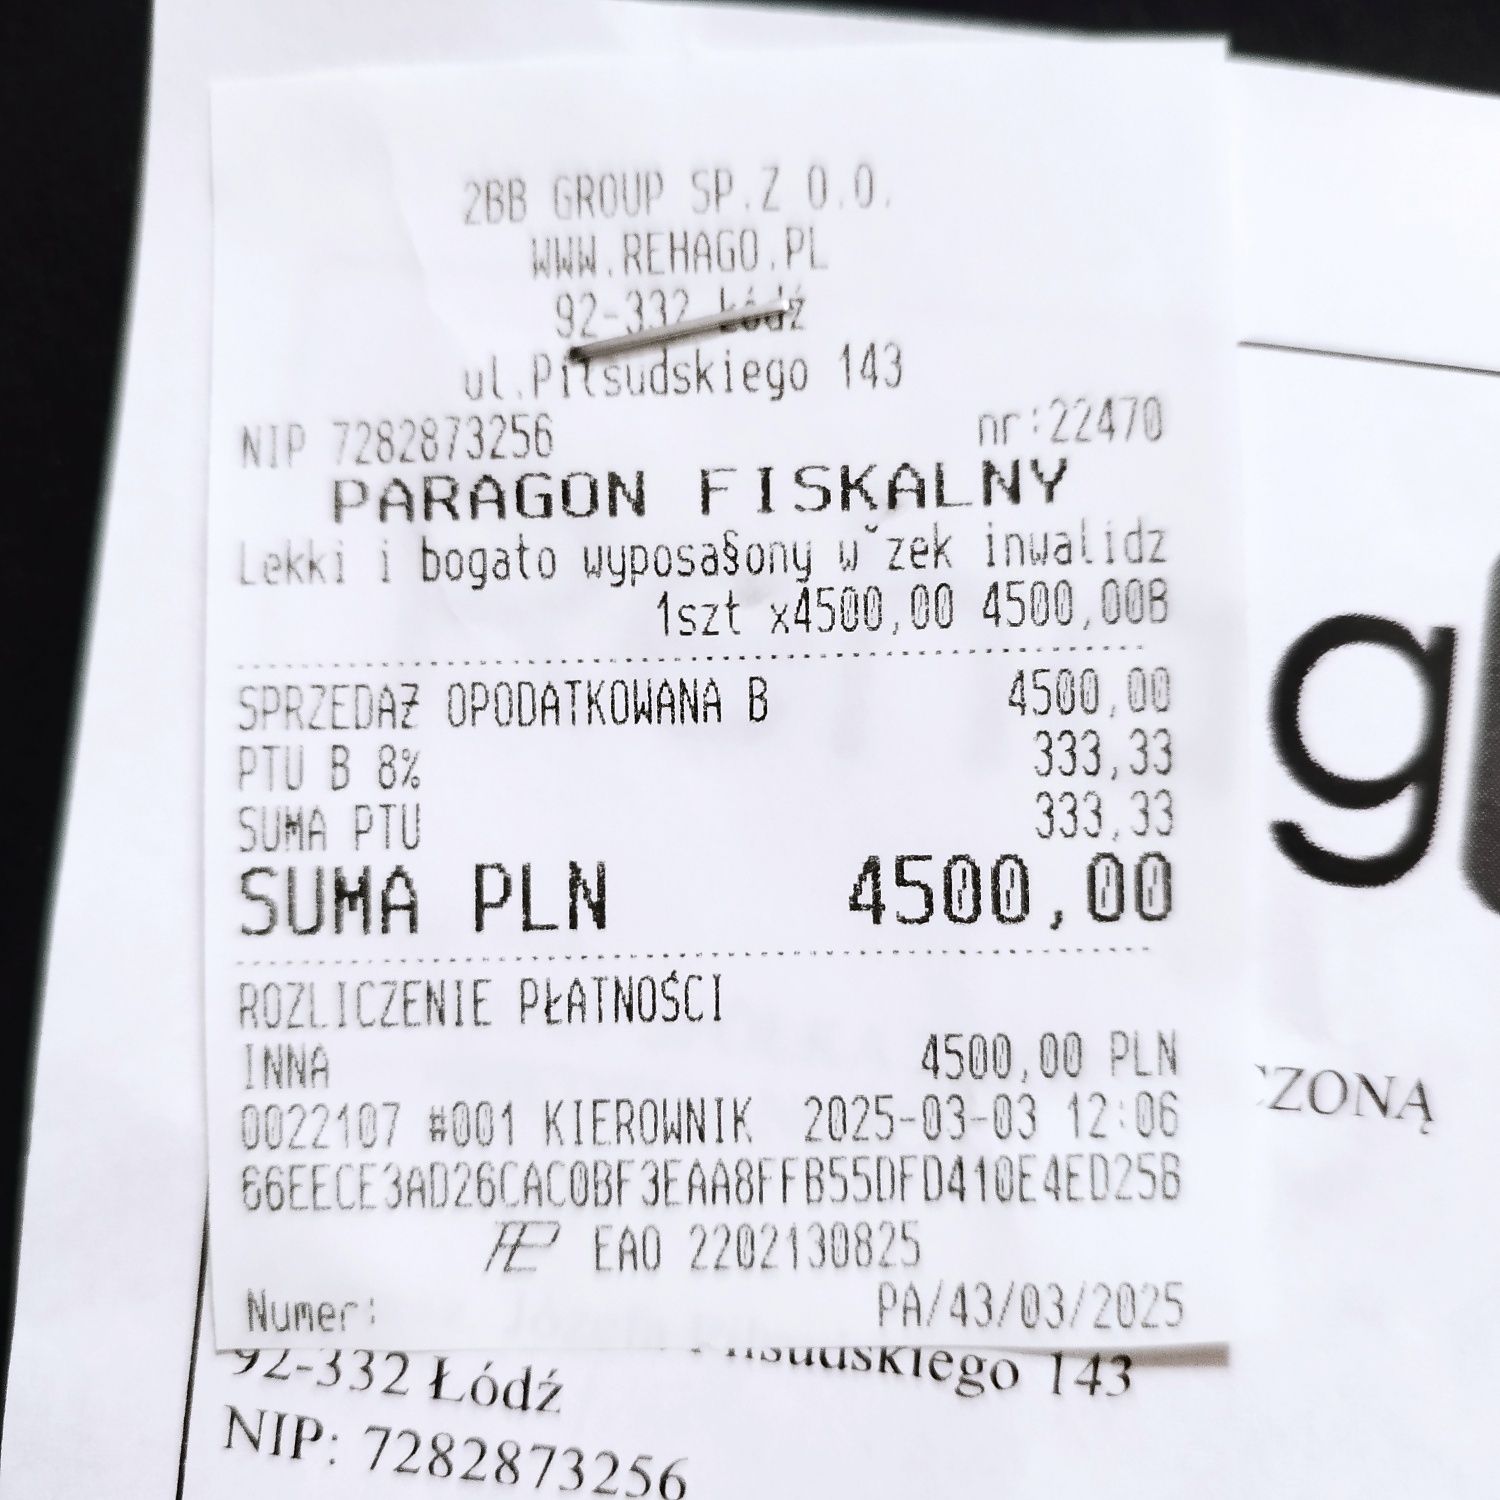 2BB GROUP SP.Z O.O.
WWW.REHAGO.PL
92-332 Łódź
ul.Piłsudskiego 143
NIP 7282873256 nr:22470
PARAGON FISKALNY
Lekki i bogato wyposa§ony w˘zek inwalidz
1szt x4500,00 4500,00B
SPRZEDAŻ OPODATKOWANA B 4500,00
PTU B 8% 333,33
SUMA PTU 333,33
SUMA PLN 4500,00
ROZLICZENIE PŁATNOŚCI
INNA 4500,00 PLN
0022107 #001 KIEROWNIK 2025-03-03 12:06
66EECE3AD26CAC0BF3EAA8FFB55DFD410E4ED25B
EAO 2202130825
Numer: PA/43/03/2025
g
CZONĄ
Piłsudskiego 143
92-332 Łódź
NIP: 7282873256